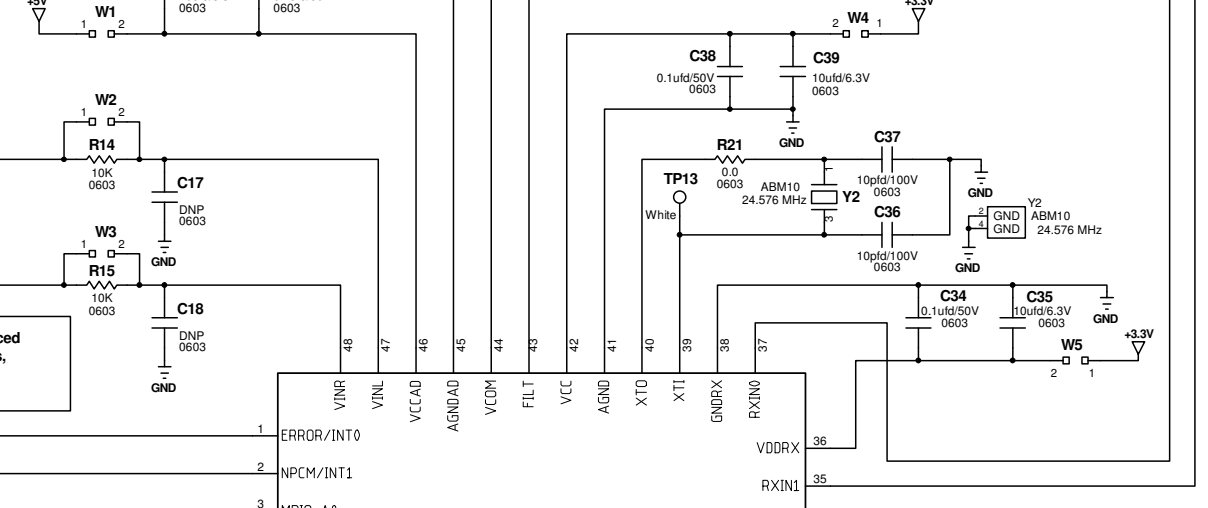 +5V
W1
1 2
0603
0603
W4
2 1
+3.3V
C38
0.1ufd/50V
0603
C39
10ufd/6.3V
0603
GND
W2
1 2
R14
10K
0603
C17
DNP
0603
GND
W3
1 2
R15
10K
0603
C18
DNP
0603
GND
ced
s,
R21
0.0
0603
TP13
White
ABM10
24.576 MHz
1
Y2
3
C37
10pfd/100V
0603
C36
10pfd/100V
0603
GND
2 GND
4 GND
Y2
ABM10
24.576 MHz
GND
C34
0.1ufd/50V
0603
C35
10ufd/6.3V
0603
GND
W5
2 1
+3.3V
48 47 46 45 44 43 42 41 40 39 38 37
VINR VINL VCCAD AGNDAD VCOM FILT VCC AGND XTO XTI GNDRX RXIN0
1 ERROR/INT0
2 NPCM/INT1
3
VDDRX 36
RXIN1 35